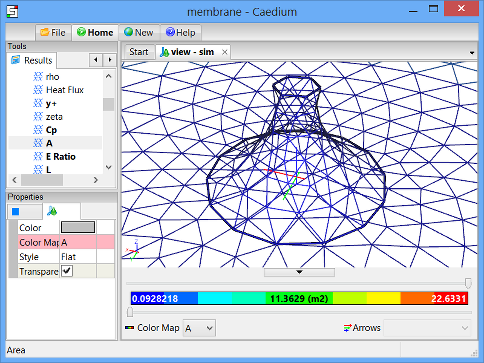 membrane - Caedium
File
Home
New
Help
Tools
Results
rho
Heat Flux
y+
zeta
Cp
A
E Ratio
L
Properties
Color
Color Map A
Style Flat
Transpare
Start
view - sim
0.0928218 11.3629 (m2) 22.6331
Color Map A
Arrows
Area